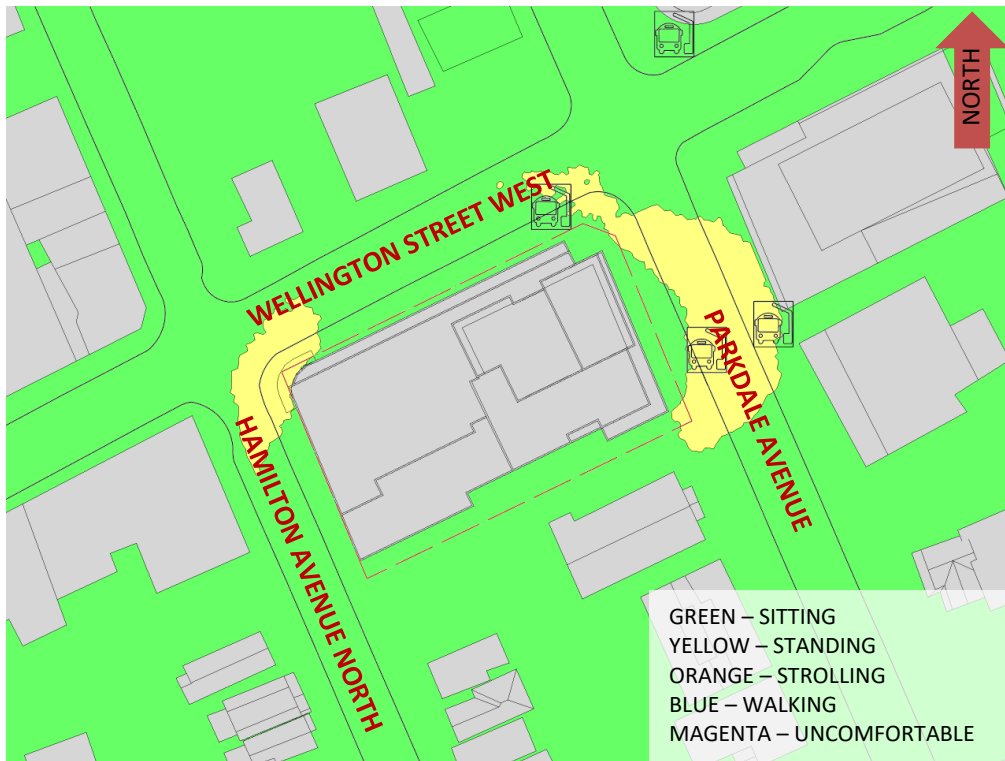 NORTH
WELLINGTON STREET WEST
PARKDALE AVENUE
HAMILTON AVENUE NORTH
GREEN – SITTING
YELLOW – STANDING
ORANGE – STROLLING
BLUE – WALKING
MAGENTA – UNCOMFORTABLE